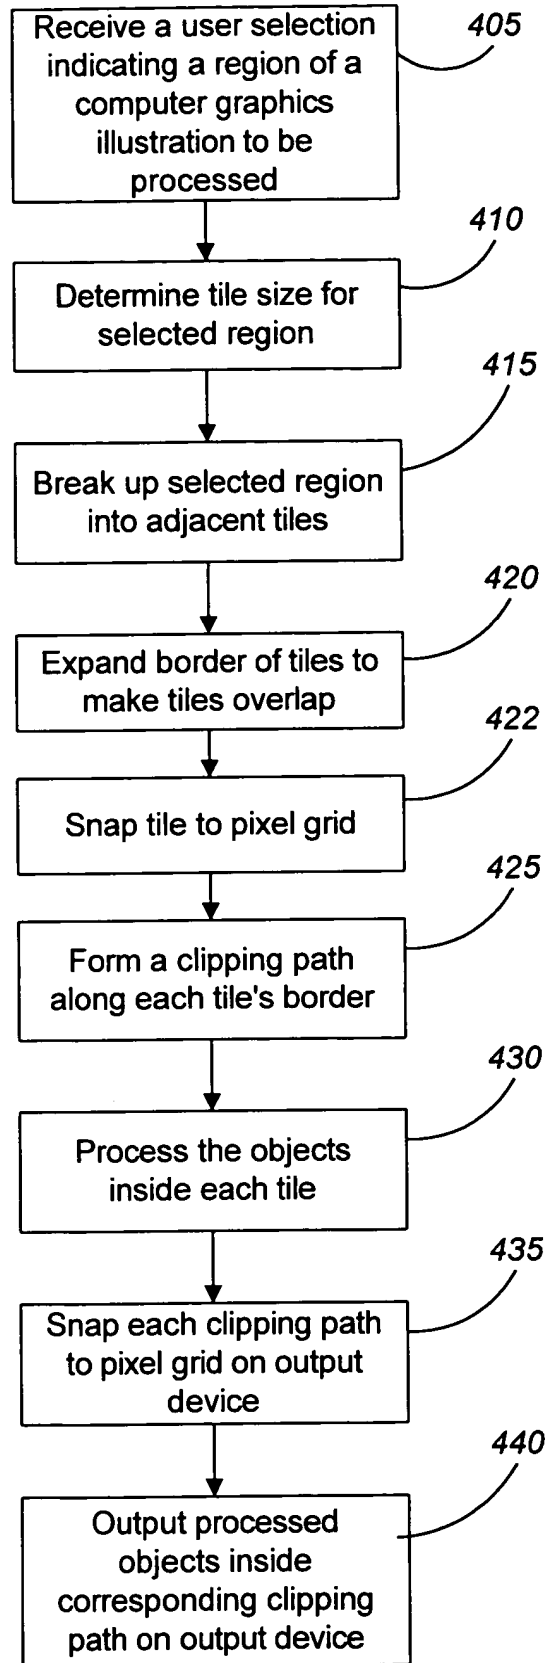 Receive a user selection
indicating a region of a
computer graphics
illustration to be
processed
405
410
Determine tile size for
selected region
415
Break up selected region
into adjacent tiles
420
Expand border of tiles to
make tiles overlap
422
Snap tile to pixel grid
425
Form a clipping path
along each tile's border
430
Process the objects
inside each tile
435
Snap each clipping path
to pixel grid on output
device
440
Output processed
objects inside
corresponding clipping
path on output device